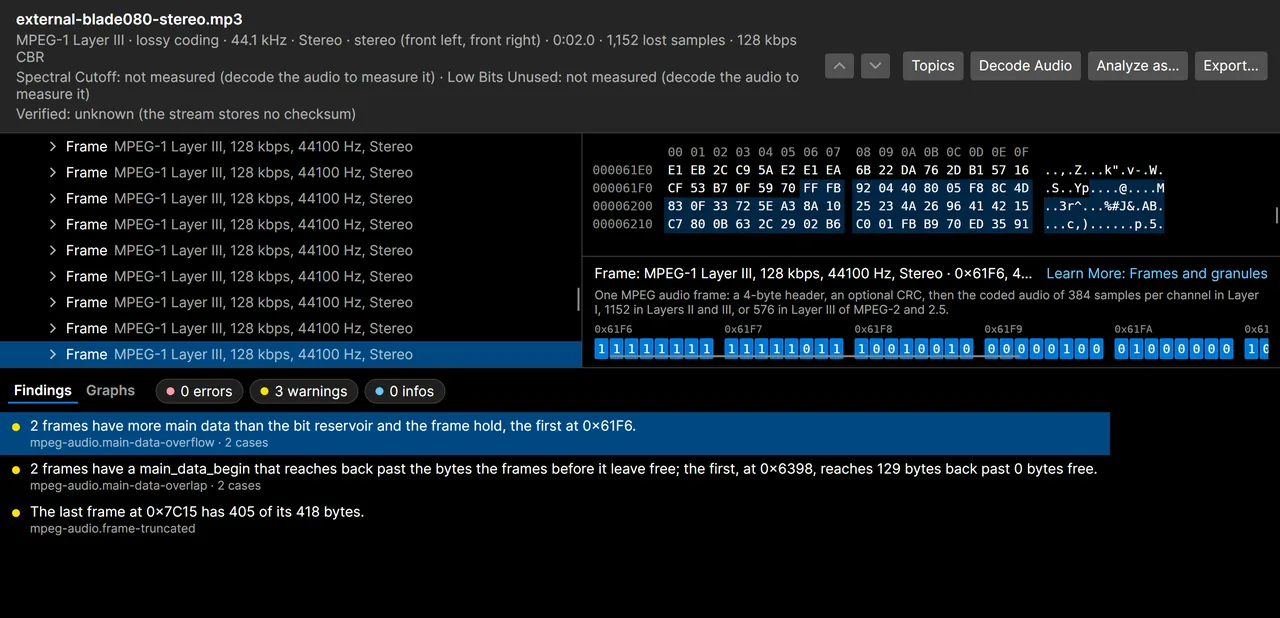 external-blade080-stereo.mp3
MPEG-1 Layer III · lossy coding · 44.1 kHz · Stereo · stereo (front left, front right) · 0:02.0 · 1,152 lost samples · 128 kbps
CBR
Spectral Cutoff: not measured (decode the audio to measure it) · Low Bits Unused: not measured (decode the audio to
measure it)
Verified: unknown (the stream stores no checksum)
Topics
Decode Audio
Analyze as...
Export...
Frame MPEG-1 Layer III, 128 kbps, 44100 Hz, Stereo
Frame MPEG-1 Layer III, 128 kbps, 44100 Hz, Stereo
Frame MPEG-1 Layer III, 128 kbps, 44100 Hz, Stereo
Frame MPEG-1 Layer III, 128 kbps, 44100 Hz, Stereo
Frame MPEG-1 Layer III, 128 kbps, 44100 Hz, Stereo
Frame MPEG-1 Layer III, 128 kbps, 44100 Hz, Stereo
Frame MPEG-1 Layer III, 128 kbps, 44100 Hz, Stereo
Frame MPEG-1 Layer III, 128 kbps, 44100 Hz, Stereo
Frame MPEG-1 Layer III, 128 kbps, 44100 Hz, Stereo
00 01 02 03 04 05 06 07 08 09 0A 0B 0C 0D 0E 0F
000061E0 E1 EB 2C C9 5A E2 E1 EA 6B 22 DA 76 2D B1 57 16 ..,.Z...k".v-.W.
000061F0 CF 53 B7 0F 59 70 FF FB 92 04 40 80 05 F8 8C 4D .S..Yp....@....M
00006200 83 0F 33 72 5E A3 8A 10 25 23 4A 26 96 41 42 15 ..3r^...%#J&.AB.
00006210 C7 80 0B 63 2C 29 02 B6 C0 01 FB B9 70 ED 35 91 ...c,)......p.5.
Frame: MPEG-1 Layer III, 128 kbps, 44100 Hz, Stereo · 0×61F6, 4...
Learn More: Frames and granules
One MPEG audio frame: a 4-byte header, an optional CRC, then the coded audio of 384 samples per channel in Layer
I, 1152 in Layers II and III, or 576 in Layer III of MPEG-2 and 2.5.
0×61F6 0×61F7 0×61F8 0×61F9 0×61FA 0×61
11111111 11111011 10010010 00000100 01000000 10
Findings
Graphs
0 errors
3 warnings
0 infos
2 frames have more main data than the bit reservoir and the frame hold, the first at 0×61F6.
mpeg-audio.main-data-overflow · 2 cases
2 frames have a main_data_begin that reaches back past the bytes the frames before it leave free; the first, at 0×6398, reaches 129 bytes back past 0 bytes free.
mpeg-audio.main-data-overlap · 2 cases
The last frame at 0×7C15 has 405 of its 418 bytes.
mpeg-audio.frame-truncated